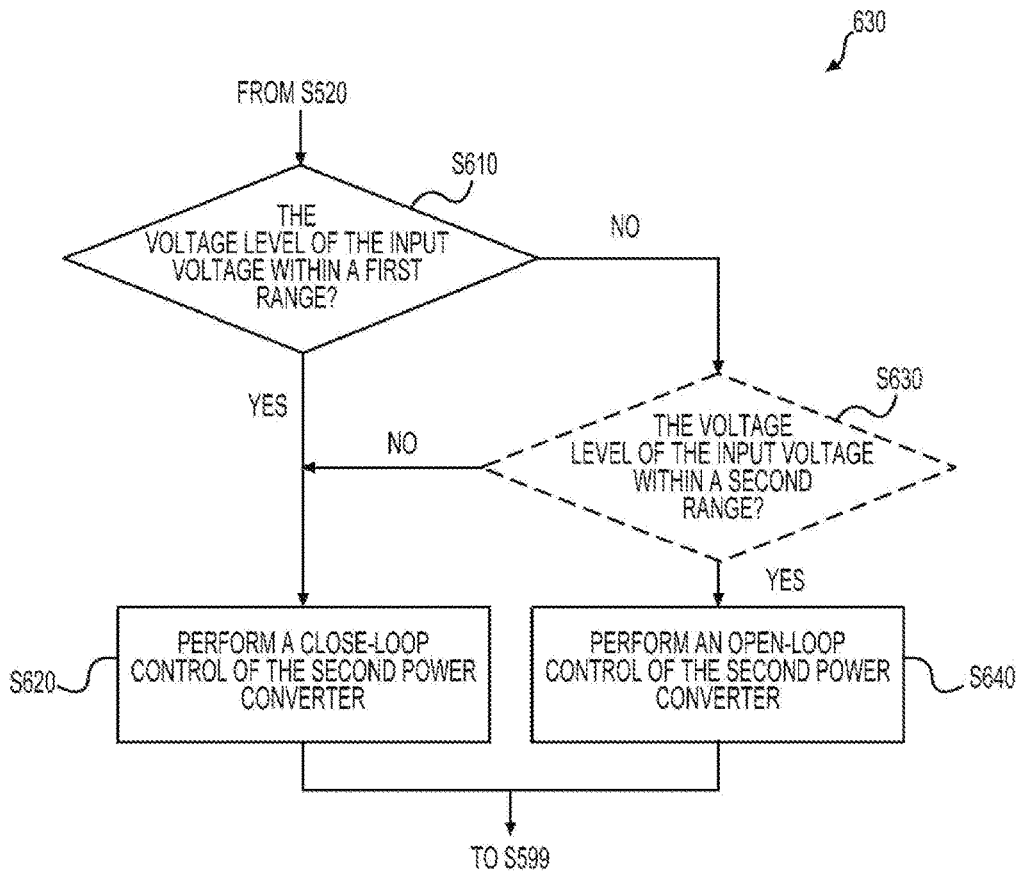 630
FROM S520
S610
THE
VOLTAGE LEVEL OF THE INPUT
VOLTAGE WITHIN A FIRST
RANGE?
NO
YES
S630
THE VOLTAGE
LEVEL OF THE INPUT VOLTAGE
WITHIN A SECOND
RANGE?
NO
YES
PERFORM A CLOSE-LOOP
CONTROL OF THE SECOND POWER
CONVERTER
S620
PERFORM AN OPEN-LOOP
CONTROL OF THE SECOND POWER
CONVERTER
S640
TO S599